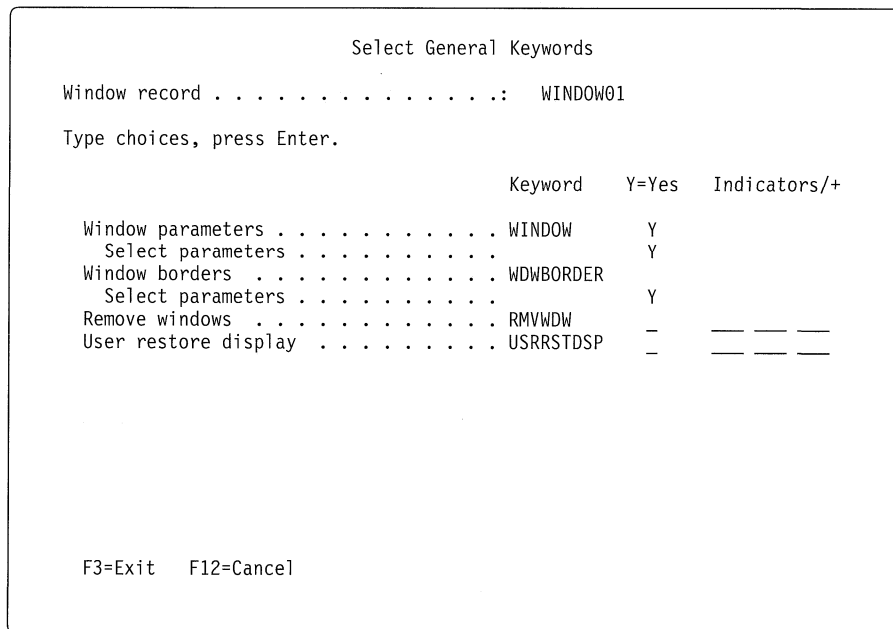 Select General Keywords
Window record . . . . . . . . . . . . . . .: WINDOW01
Type choices, press Enter.
Keyword Y=Yes Indicators/+
Window parameters . . . . . . . . . . . WINDOW Y
Select parameters . . . . . . . . . . Y
Window borders . . . . . . . . . . . . WDWBORDER
Select parameters . . . . . . . . . . Y
Remove windows . . . . . . . . . . . . RMVWDW _ ___ ___ ___
User restore display . . . . . . . . . USRRSTDSP _ ___ ___ ___
F3=Exit F12=Cancel